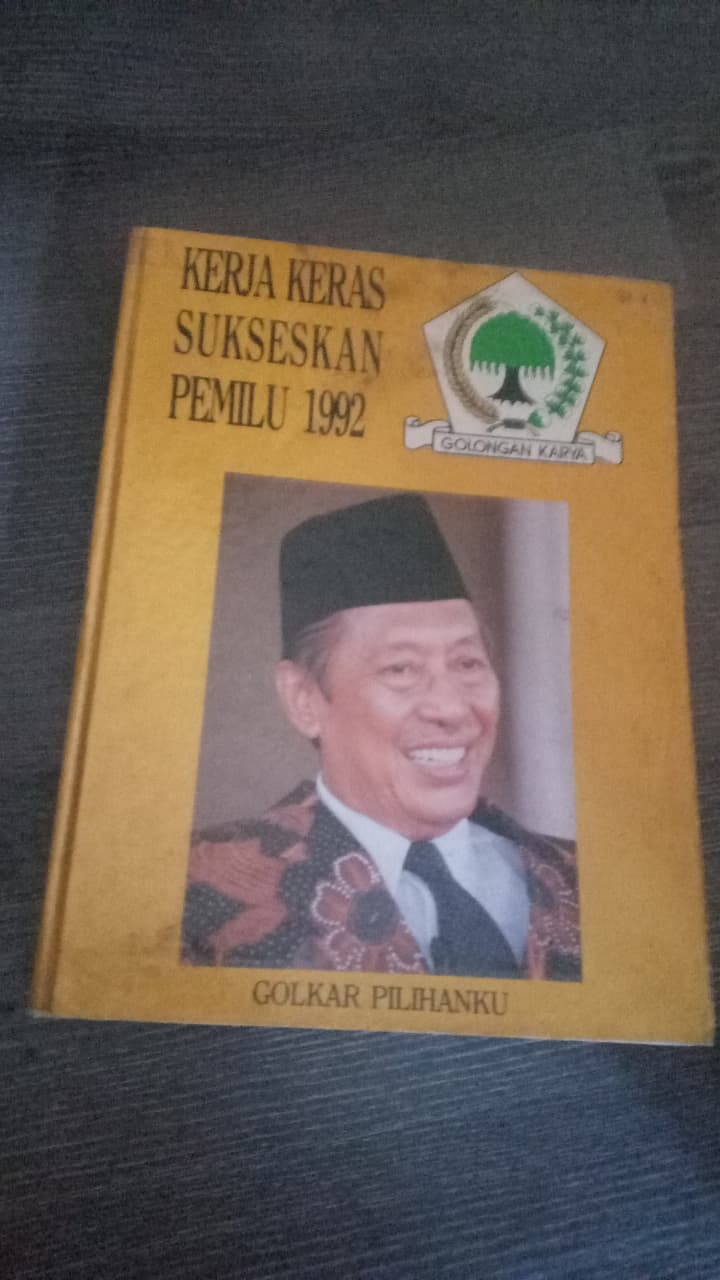 KERJA KERAS
SUKSESKAN
PEMILU 1992
GOLONGAN KARYA
GOLKAR PILIHANKU